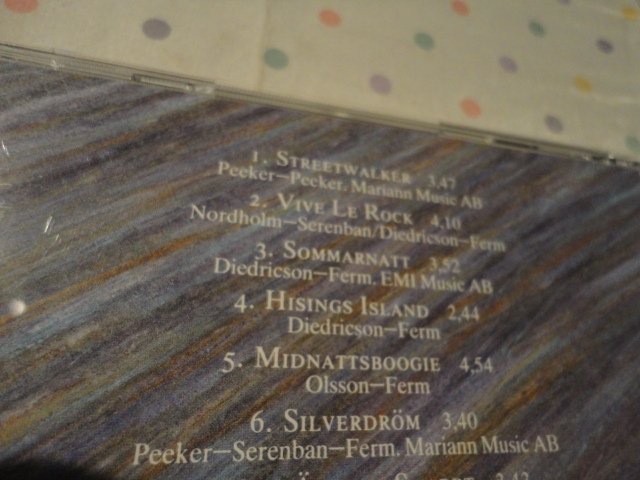 1. STREETWALKER 3,47
Peeker–Peeker, Mariann Music AB
2. VIVE LE ROCK 4,10
Nordholm–Serenban/Diedricson–Ferm
3. SOMMARNATT 3,52
Diedricson–Ferm, EMI Music AB
4. HISINGS ISLAND 2,44
Diedricson–Ferm
5. MIDNATTSBOOGIE 4,54
Olsson–Ferm
6. SILVERDRÖM 3,40
Peeker–Serenban–Ferm, Mariann Music AB